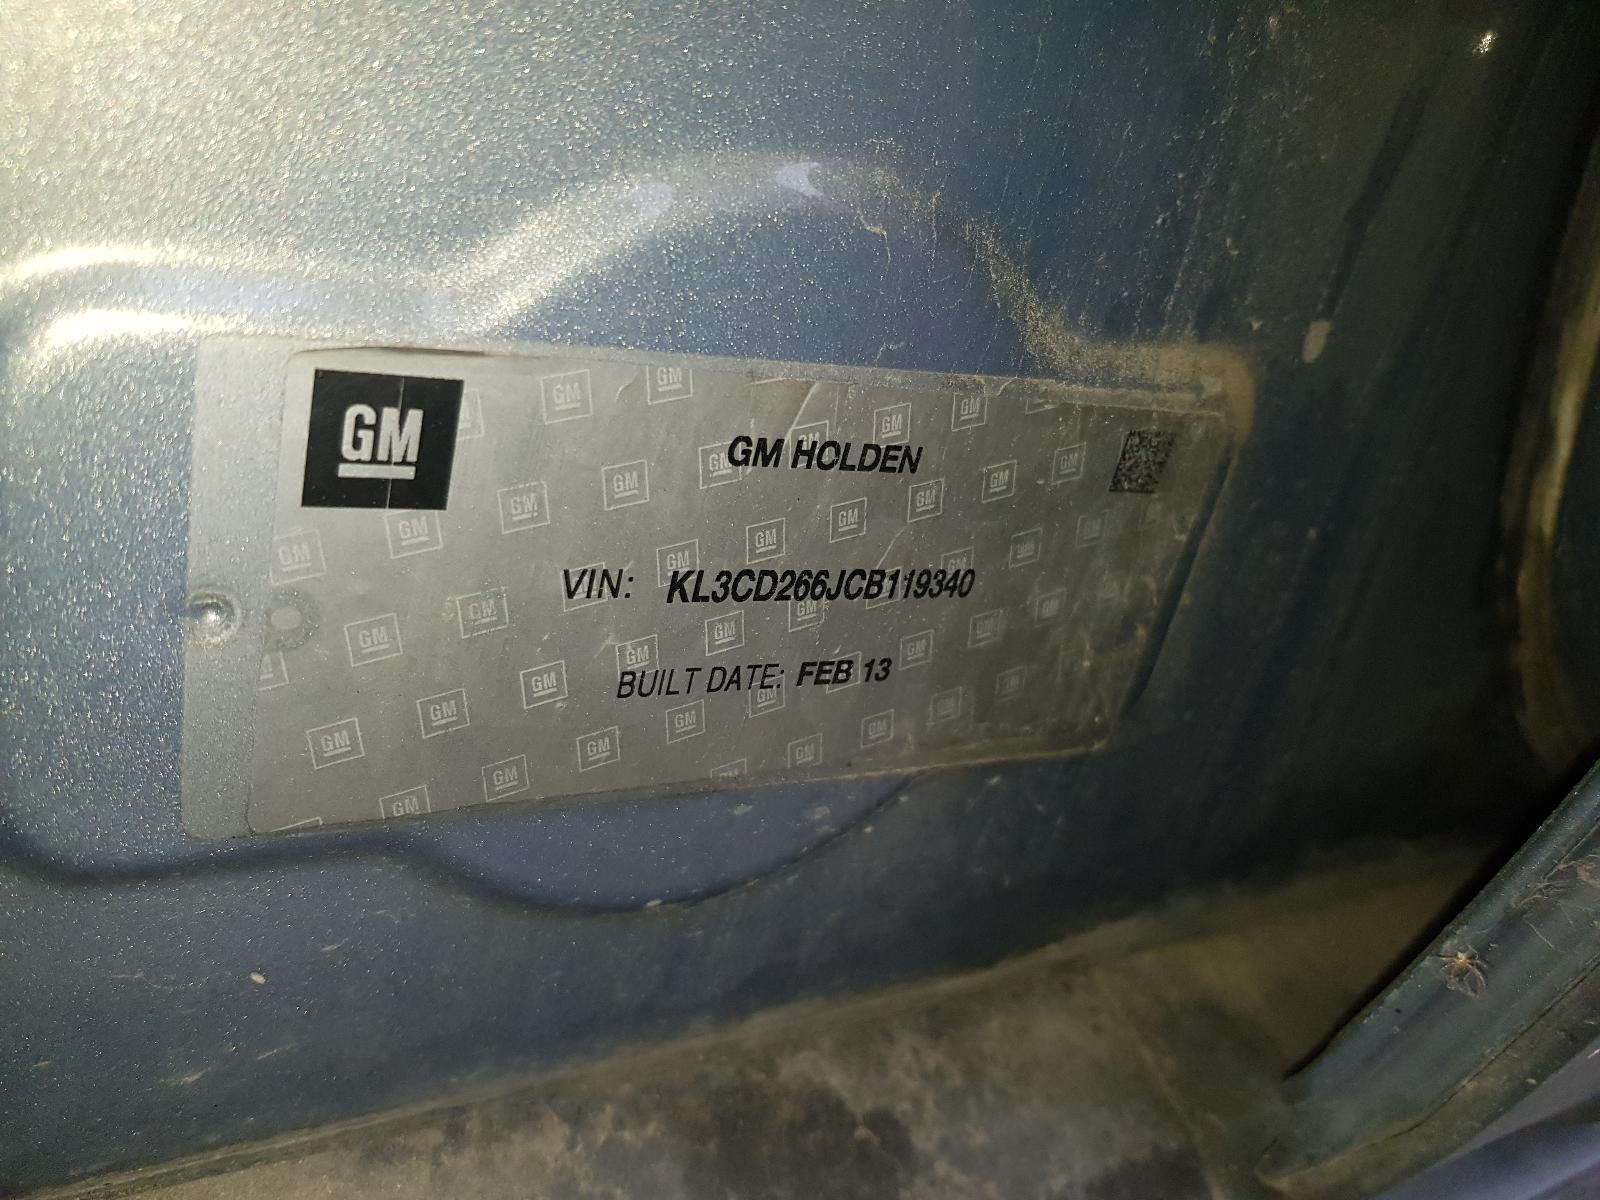 GM
GM HOLDEN
VIN: KL3CD266JCB119340
BUILT DATE: FEB 13